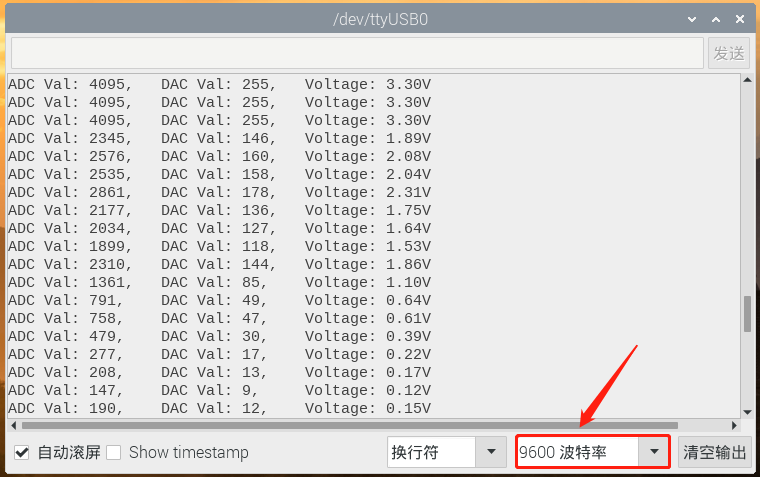 /dev/ttyUSB0
发送
ADC Val: 4095,   DAC Val: 255,   Voltage: 3.30V
ADC Val: 4095,   DAC Val: 255,   Voltage: 3.30V
ADC Val: 4095,   DAC Val: 255,   Voltage: 3.30V
ADC Val: 2345,   DAC Val: 146,   Voltage: 1.89V
ADC Val: 2576,   DAC Val: 160,   Voltage: 2.08V
ADC Val: 2535,   DAC Val: 158,   Voltage: 2.04V
ADC Val: 2861,   DAC Val: 178,   Voltage: 2.31V
ADC Val: 2177,   DAC Val: 136,   Voltage: 1.75V
ADC Val: 2034,   DAC Val: 127,   Voltage: 1.64V
ADC Val: 1899,   DAC Val: 118,   Voltage: 1.53V
ADC Val: 2310,   DAC Val: 144,   Voltage: 1.86V
ADC Val: 1361,   DAC Val: 85,    Voltage: 1.10V
ADC Val: 791,    DAC Val: 49,    Voltage: 0.64V
ADC Val: 758,    DAC Val: 47,    Voltage: 0.61V
ADC Val: 479,    DAC Val: 30,    Voltage: 0.39V
ADC Val: 277,    DAC Val: 17,    Voltage: 0.22V
ADC Val: 208,    DAC Val: 13,    Voltage: 0.17V
ADC Val: 147,    DAC Val: 9,     Voltage: 0.12V
ADC Val: 190,    DAC Val: 12,    Voltage: 0.15V
自动滚屏 Show timestamp 换行符 9600 波特率 清空输出